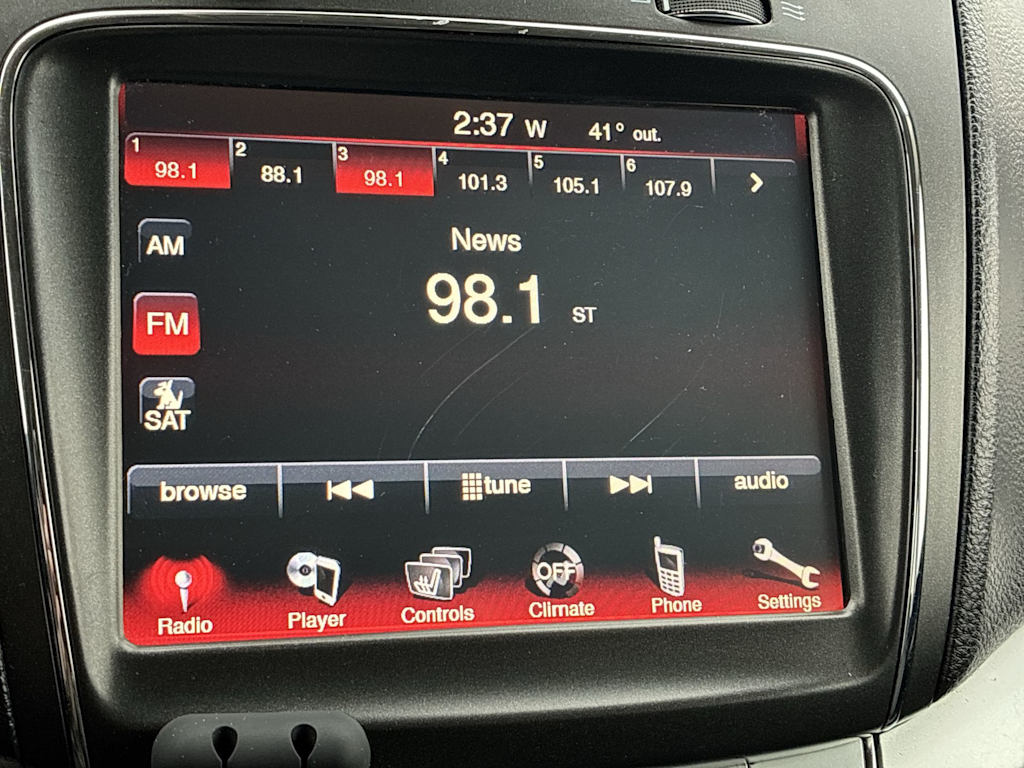 2:37 W 41° out.
1 98.1 2 88.1 3 98.1 4 101.3 5 105.1 6 107.9
AM
News
98.1 ST
FM
SAT
browse tune audio
OFF
Radio Player Controls Climate Phone Settings